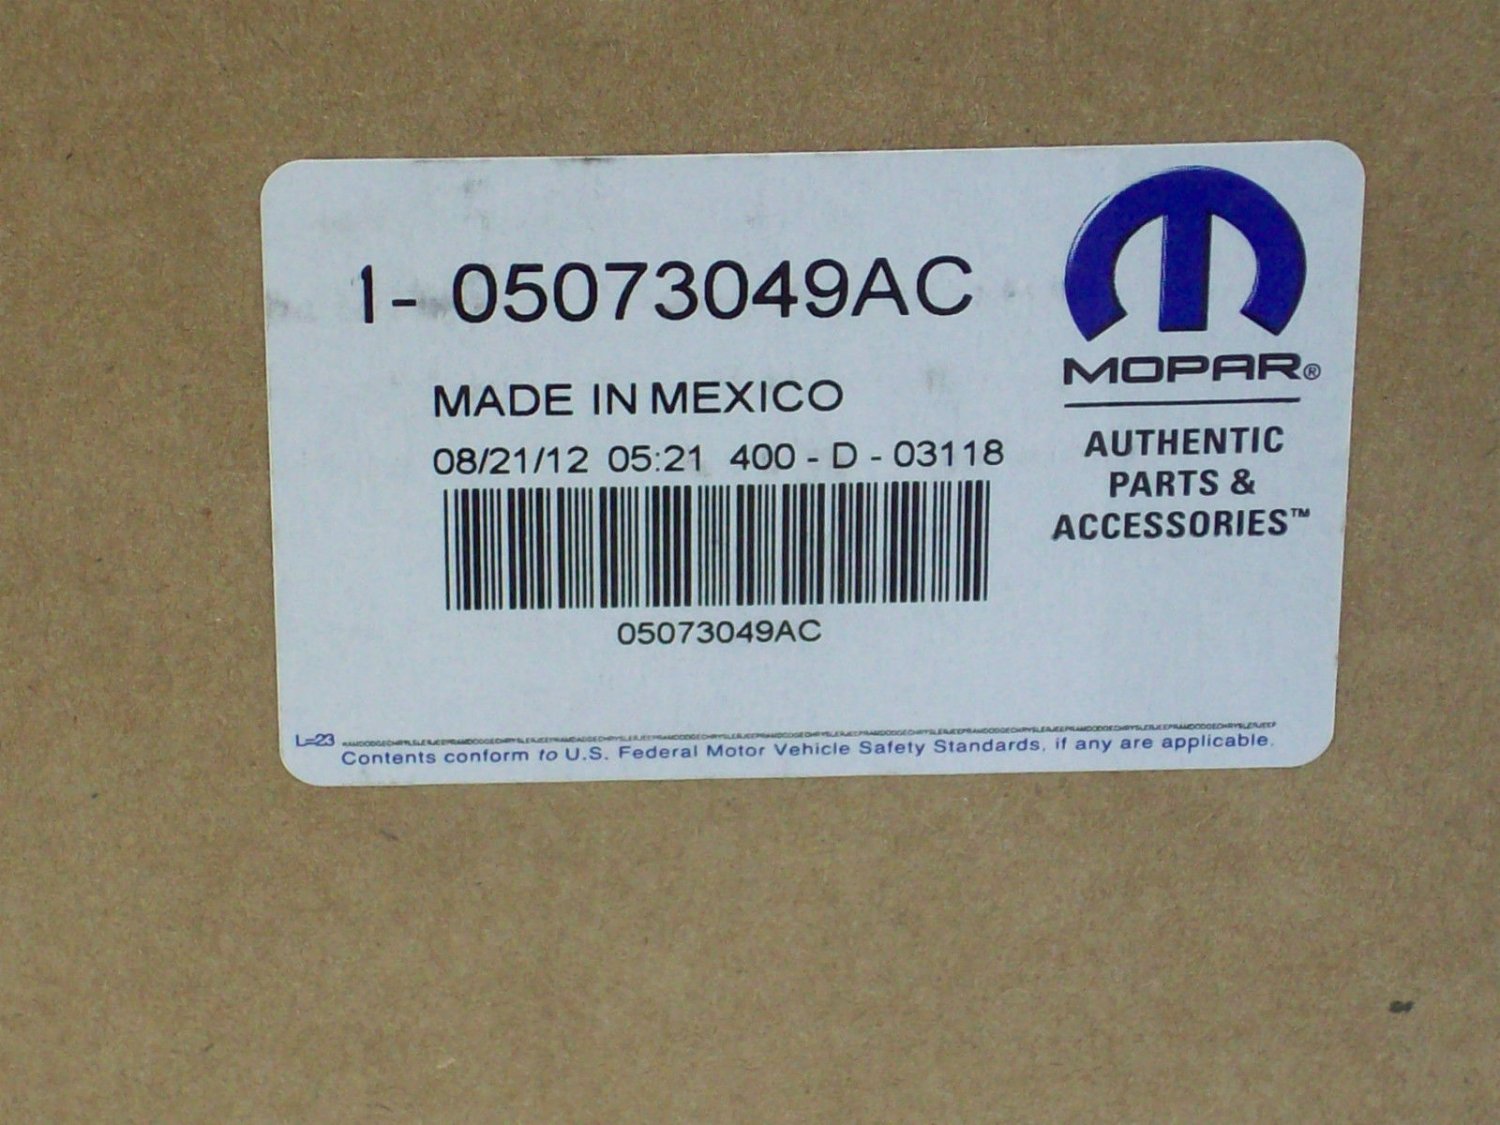 1- 05073049AC
MADE IN MEXICO
08/21/12 05:21 400 - D - 03118
05073049AC
MOPAR®
AUTHENTIC
PARTS &
ACCESSORIES™
L=23
Contents conform to U.S. Federal Motor Vehicle Safety Standards, if any are applicable.